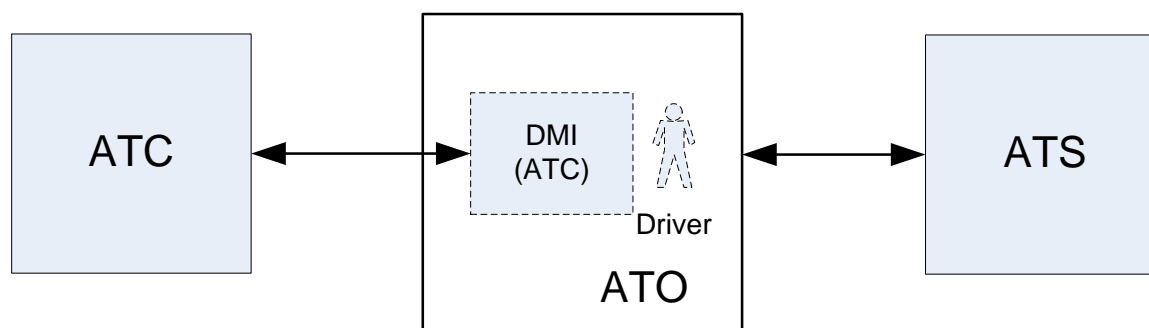 ATC
DMI
(ATC)
Driver
ATO
ATS